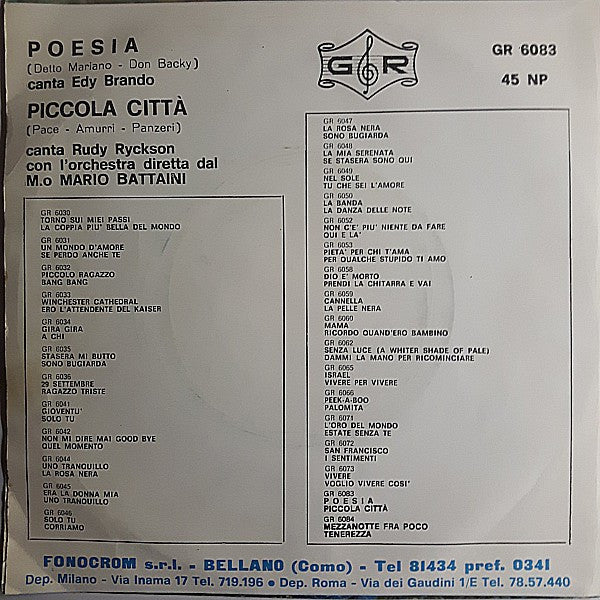 POESIA
(Detto Mariano - Don Backy)
canta Edy Brando
PICCOLA CITTÀ
(Pace - Amurri - Panzeri)
canta Rudy Ryckson
con l'orchestra diretta dal
M.o MARIO BATTAINI
G R
GR 6083
45 NP
GR 6030
TORNO SUI MIEI PASSI
LA COPPIA PIU' BELLA DEL MONDO
GR 6031
UN MONDO D'AMORE
SE PERDO ANCHE TE
GR 6032
PICCOLO RAGAZZO
BANG BANG
GR 6033
WINCHESTER CATHEDRAL
ERO L'ATTENDENTE DEL KAISER
GR 6034
GIRA GIRA
A CHI
GR 6035
STASERA MI BUTTO
SONO BUGIARDA
GR 6036
29 SETTEMBRE
RAGAZZO TRISTE
GR 6041
GIOVENTU'
SOLO TU
GR 6042
NON MI DIRE MAI GOOD BYE
QUEL MOMENTO
GR 6044
UNO TRANQUILLO
LA ROSA NERA
GR 6045
ERA LA DONNA MIA
UNO TRANQUILLO
GR 6046
SOLO TU
CORRIAMO
GR 6047
LA ROSA NERA
SONO BUGIARDA
GR 6048
LA MIA SERENATA
SE STASERA SONO QUI
GR 6049
NEL SOLE
TU CHE SEI L'AMORE
GR 6050
LA BANDA
LA DANZA DELLE NOTE
GR 6052
NON C'E' PIU' NIENTE DA FARE
QUI E LA'
GR 6053
PIETA' PER CHI T'AMA
PER QUALCHE STUPIDO TI AMO
GR 6058
DIO E' MORTO
PRENDI LA CHITARRA E VAI
GR 6059
CANNELLA
LA PELLE NERA
GR 6060
MAMA
RICORDO QUAND'ERO BAMBINO
GR 6062
SENZA LUCE (A WHITER SHADE OF PALE)
DAMMI LA MANO PER RICOMINCIARE
GR 6065
ISRAEL
VIVERE PER VIVERE
GR 6066
PEEK-A-BOO
PALOMITA
GR 6071
L'ORO DEL MONDO
ESTATE SENZA TE
GR 6072
SAN FRANCISCO
I SENTIMENTI
GR 6073
VIVERE
VOGLIO VIVERE COSI'
GR 6083
POESIA
PICCOLA CITTÀ
GR 6084
MEZZANOTTE FRA POCO
TENEREZZA
FONOCROM s.r.l. - BELLANO (Como) - Tel 81434 pref. 0341
Dep. Milano - Via Inama 17 Tel. 719.196 • Dep. Roma - Via dei Gaudini 1/E Tel. 78.57.440